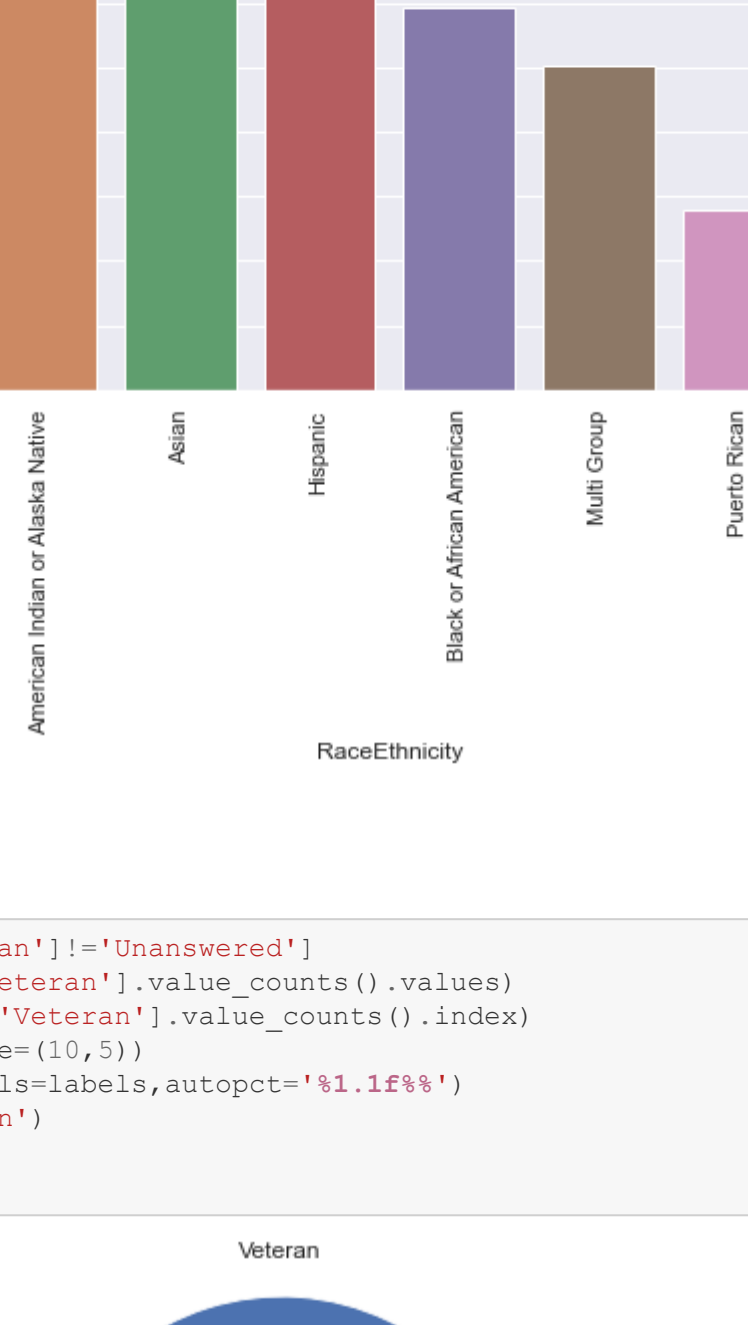 American Indian or Alaska Native
Asian
Hispanic
Black or African American
Multi Group
Puerto Rican
RaceEthnicity
an']!='Unanswered']
eteran'].value_counts().values)
'Veteran'].value_counts().index)
e=(10,5))
ls=labels,autopct='%1.1f%%')
n')
Veteran